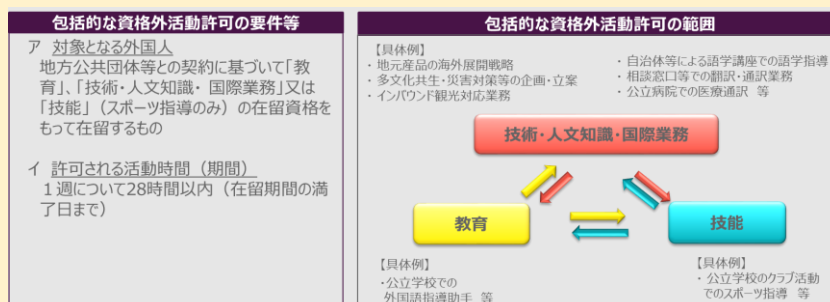 包括的な資格外活動許可の要件等
ア 対象となる外国人
地方公共団体等との契約に基づいて「教
育」、「技術・人文知識・ 国際業務」又は
「技能」（スポーツ指導のみ）の在留資格を
もって在留するもの
イ 許可される活動時間（期間）
１週について28時間以内（在留期間の満
了日まで）
包括的な資格外活動許可の範囲
【具体例】
・地元産品の海外展開戦略
・多文化共生・災害対策等の企画・立案
・インバウンド観光対応業務
・自治体等による語学講座での語学指導
・相談窓口等での翻訳・通訳業務
・公立病院での医療通訳 等
技術・人文知識・国際業務
教育
技能
【具体例】
・公立学校での
外国語指導助手 等
【具体例】
・公立学校のクラブ活動
でのスポーツ指導 等